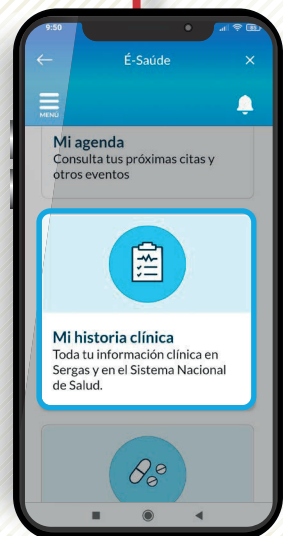 9:50
É-Saúde
MENÚ
Mi agenda
Consulta tus próximas citas y
otros eventos
Mi historia clínica
Toda tu información clínica en
Sergas y en el Sistema Nacional
de Salud.